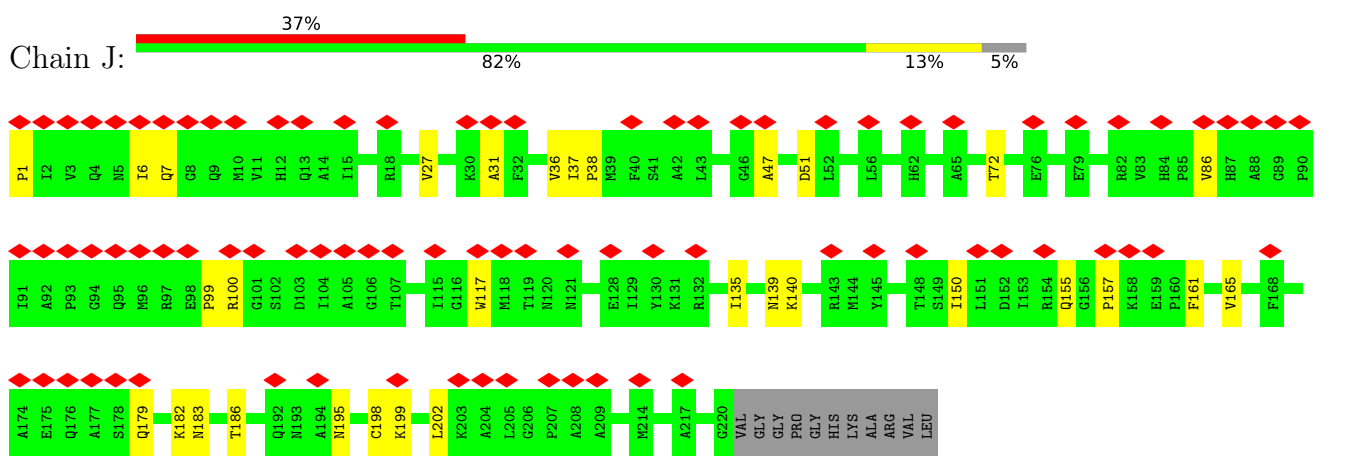 37%
Chain J:
82% 13% 5%
P1 I2 V3 Q4 N5 I6 Q7 G8 Q9 M10 V11 H12 Q13 A14 I15 R18 V27 K30 A31 F32 V36 I37 P38 M39 F40 S41 A42 L43 G46 A47 D51 L52 L56 H62 A65 T72 E76 E79 R82 V83 H84 P85 V86 H87 A88 G89 P90
I91 A92 P93 G94 Q95 M96 R97 E98 P99 R100 G101 S102 D103 I104 A105 G106 T107 I115 G116 W117 M118 T119 N120 N121 E128 I129 Y130 K131 R132 I135 N139 K140 R143 M144 Y145 T148 S149 I150 L151 D152 I153 R154 Q155 G156 P157 K158 E159 P160 F161 V165 F168
A174 E175 Q176 A177 S178 Q179 K182 N183 T186 Q192 N193 A194 N195 C198 K199 L202 K203 A204 L205 G206 P207 A208 A209 M214 A217 G220 VAL GLY GLY PRO GLY HIS LYS ALA ARG VAL LEU